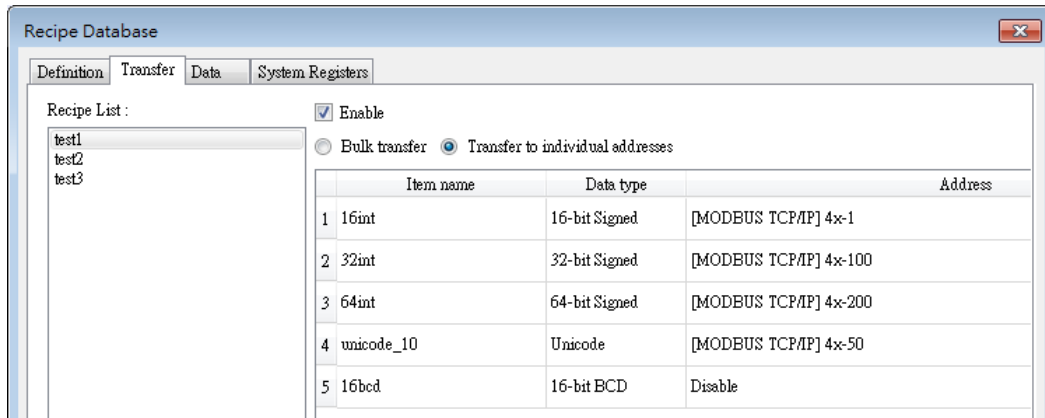 Recipe Database
Definition Transfer Data System Registers
Recipe List :
test1
test2
test3
Enable
Bulk transfer Transfer to individual addresses
Item name Data type Address
1 16int 16-bit Signed [MODBUS TCP/IP] 4x-1
2 32int 32-bit Signed [MODBUS TCP/IP] 4x-100
3 64int 64-bit Signed [MODBUS TCP/IP] 4x-200
4 unicode_10 Unicode [MODBUS TCP/IP] 4x-50
5 16bcd 16-bit BCD Disable